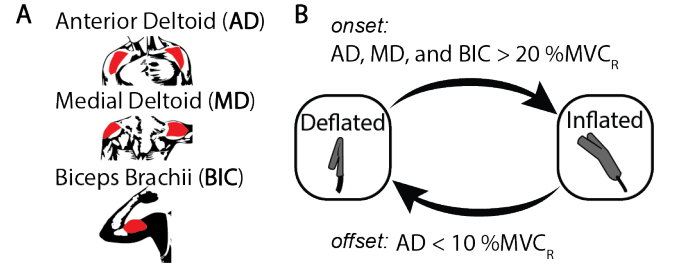 A
Anterior Deltoid (AD)
Medial Deltoid (MD)
Biceps Brachii (BIC)
B
onset:
AD, MD, and BIC > 20 %MVC_R
Deflated
Inflated
offset: AD < 10 %MVC_R